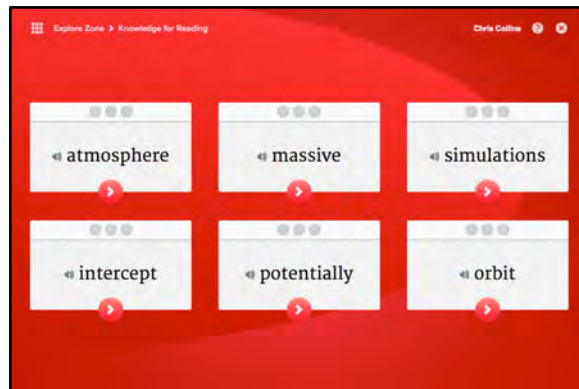 Explore Zone > Knowledge for Reading
Chris Collins
atmosphere
massive
simulations
intercept
potentially
orbit